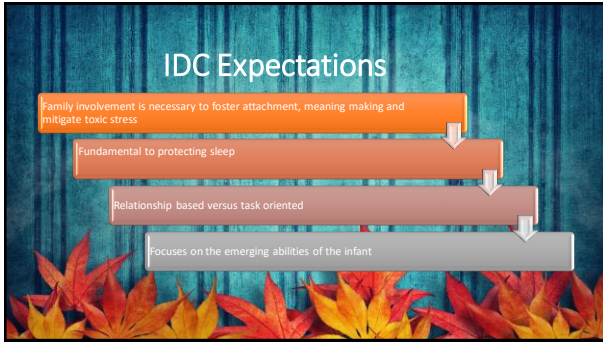 IDC Expectations
Family involvement is necessary to foster attachment, meaning making and
mitigate toxic stress
Fundamental to protecting sleep
Relationship based versus task oriented
Focuses on the emerging abilities of the infant